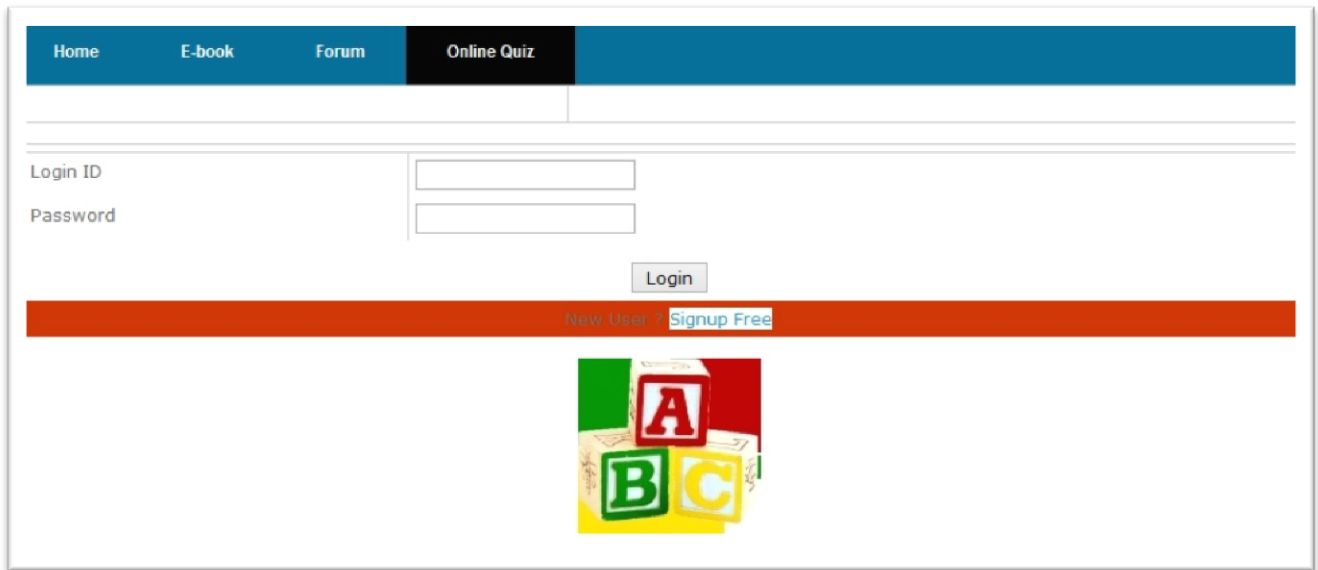 Home E-book Forum Online Quiz
Login ID
Password
Login
New User ? Signup Free
A
B C